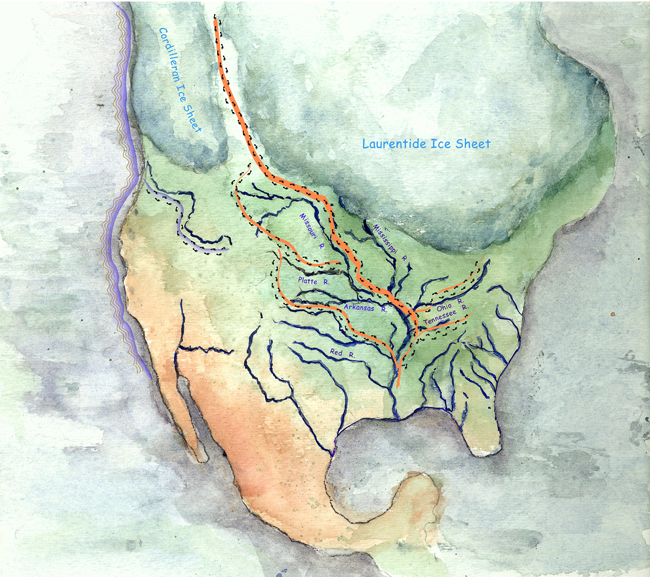 Cordilleran Ice Sheet
Laurentide Ice Sheet
Missouri R.
Mississippi R.
Platte R.
Arkansas R.
Ohio R.
Tennessee R.
Red R.